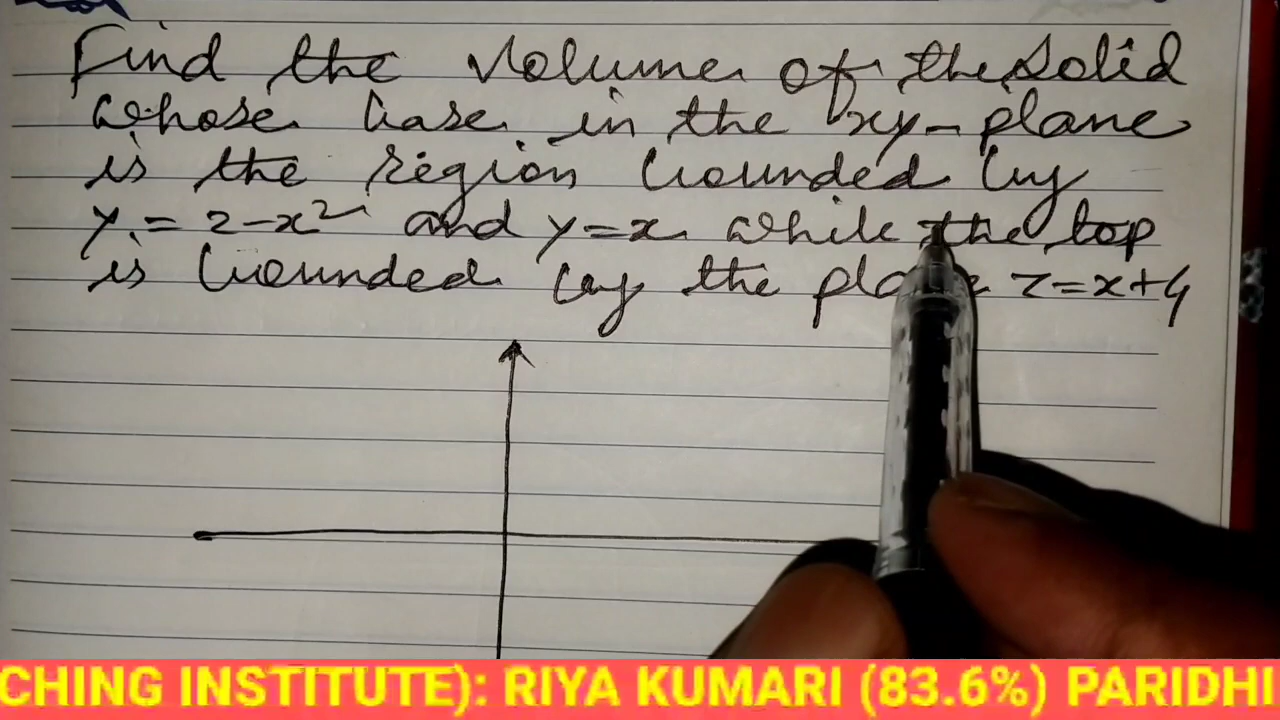 Find the volume of the solid
whose base in the xy-plane
is the region bounded by
y = 2-x² and y=x while the top
is bounded by the plane z=x+4
CHING INSTITUTE): RIYA KUMARI (83.6%) PARIDHI